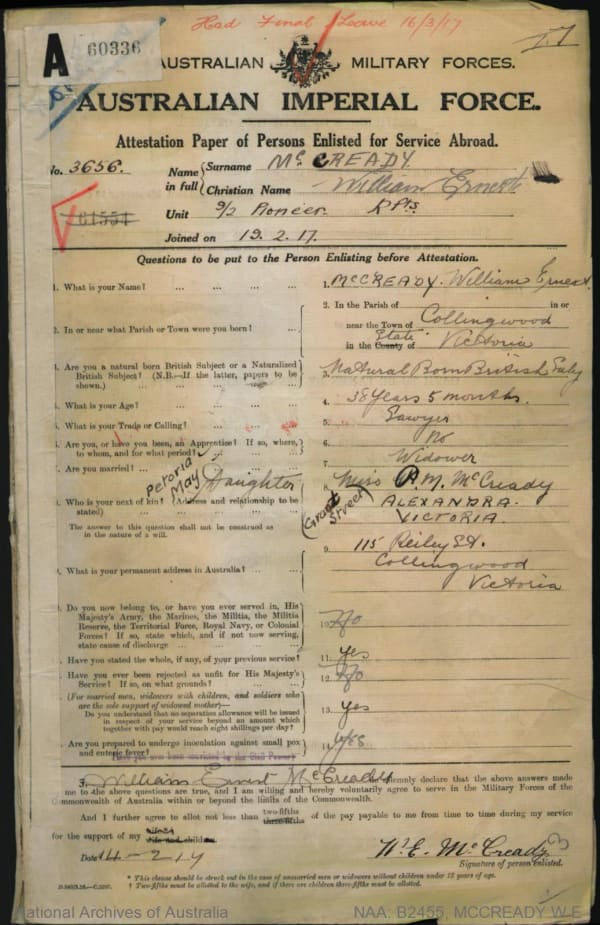 Had Final Leave 16/3/17
A 60336
AUSTRALIAN MILITARY FORCES.
AUSTRALIAN IMPERIAL FORCE.
Attestation Paper of Persons Enlisted for Service Abroad.
No. 3656.
Name in full { Surname McCREADY.
Christian Name William Ernest
61554
Unit 9/2 Pioneer Rpts
Joined on 19.2.17.
Questions to be put to the Person Enlisting before Attestation.
1. What is your Name? ... ... ... 1. McCREADY. William Ernest.
2. In or near what Parish or Town were you born? ... 2. In the Parish of in or
near the Town of Collingwood
in the County State of Victoria
3. Are you a natural born British Subject or a Naturalized
British Subject? (N.B.—If the latter, papers to be
shown.) ... ... ... ... 3. Natural Born British Subj
4. What is your Age? ... ... ... 4. 38 Years 5 months.
5. What is your Trade or Calling? ... 5. Sawyer
6. Are you, or have you been, an Apprentice? If so, where,
to whom, and for what period? ... 6. No
7. Are you married? ... 7. Widower
Petoria May Daughter
8. Who is your next of kin? (Address and relationship to be
stated) ... 8. Miss P. M. McCready
Grant Street
ALEXANDRA.
VICTORIA
The answer to this question shall not be construed as
in the nature of a will.
9. What is your permanent address in Australia? ... 9. 115 Reiley St.
Collingwood
Victoria
10. Do you now belong to, or have you ever served in, His
Majesty's Army, the Marines, the Militia, the Militia
Reserve, the Territorial Force, Royal Navy, or Colonial
Forces? If so, state which, and if not now serving,
state cause of discharge ... ... ... 10. No
11. Have you stated the whole, if any, of your previous service? 11. yes
12. Have you ever been rejected as unfit for His Majesty's
Service? If so, on what grounds? ... 12. No
13. (For married men, widowers with children, and soldiers who
are the sole support of widowed mother)—
Do you understand that no separation allowance will be issued
in respect of your service beyond an amount which
together with pay would reach eight shillings per day? 13. yes
14. Are you prepared to undergo inoculation against small pox
and enteric fever? 14. yes
Have you ever been convicted by the Civil Power?
I, William Ernest McCready solemnly declare that the above answers made
me to the above questions are true, and I am willing and hereby voluntarily agree to serve in the Military Forces of the
Commonwealth of Australia within or beyond the limits of the Commonwealth.
And I further agree to allot not less than two-fifths three-fifths of the pay payable to me from time to time during my service
for the support of my wife wife and children.
Date 14-2-17 W. E. McCready
Signature of person enlisted.
* This clause should be struck out in the case of unmarried men or widowers without children under 18 years of age.
† Two-fifths must be allotted to the wife, and if there are children three-fifths must be allotted.
National Archives of Australia NAA: B2455, MCCREADY W E